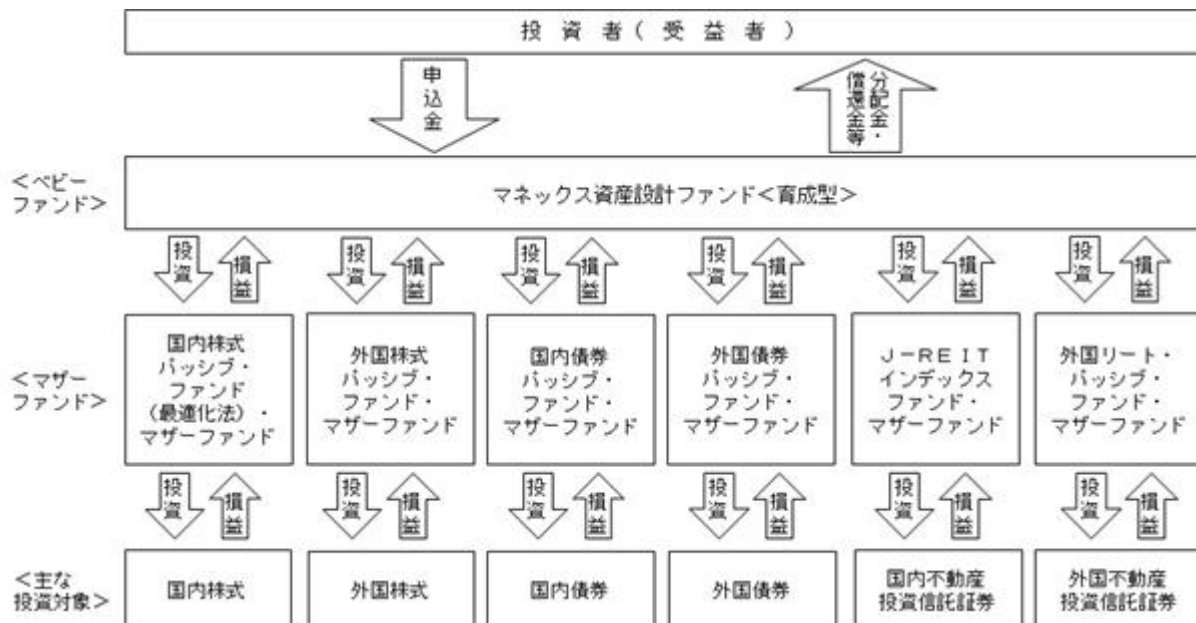 投資者(受益者)
申込金
分配金・
償還金等
<ベビー
ファンド>
マネックス資産設計ファンド<育成型>
投資
損益
投資
損益
投資
損益
投資
損益
投資
損益
投資
損益
<マザー
ファンド>
国内株式
パッシブ・
ファンド
(最適化法)・
マザーファンド
外国株式
パッシブ・
ファンド・
マザーファンド
国内債券
パッシブ・
ファンド・
マザーファンド
外国債券
パッシブ・
ファンド・
マザーファンド
J-REIT
インデックス
ファンド・
マザーファンド
外国リート・
パッシブ・
ファンド・
マザーファンド
投資
損益
投資
損益
投資
損益
投資
損益
投資
損益
投資
損益
<主な
投資対象>
国内株式
外国株式
国内債券
外国債券
国内不動産
投資信託証券
外国不動産
投資信託証券